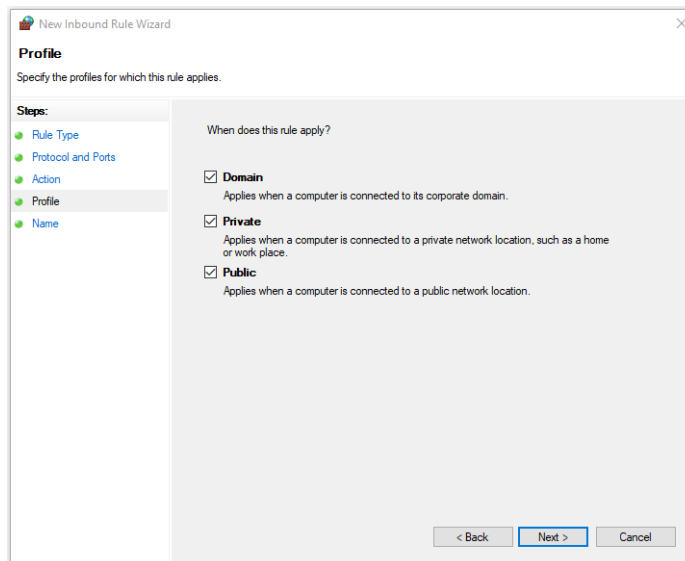 New Inbound Rule Wizard
Profile
Specify the profiles for which this rule applies.
Steps:
Rule Type
Protocol and Ports
Action
Profile
Name
When does this rule apply?
Domain
Applies when a computer is connected to its corporate domain.
Private
Applies when a computer is connected to a private network location, such as a home
or work place.
Public
Applies when a computer is connected to a public network location.
< Back
Next >
Cancel